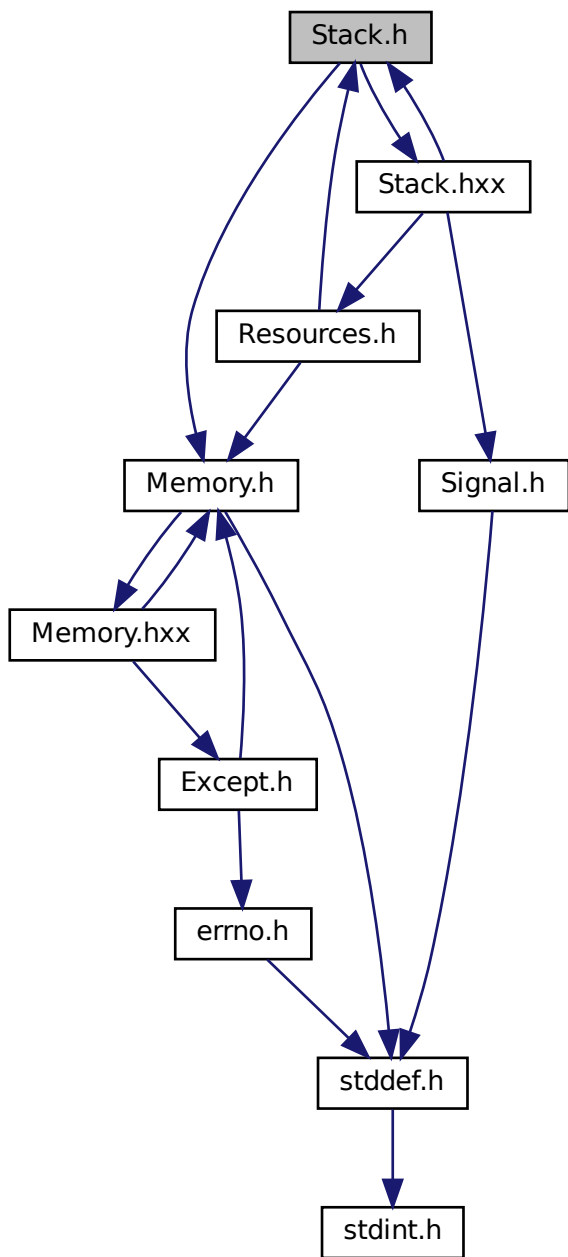 Stack.h
Stack.hxx
Resources.h
Memory.h
Signal.h
Memory.hxx
Except.h
errno.h
stddef.h
stdint.h